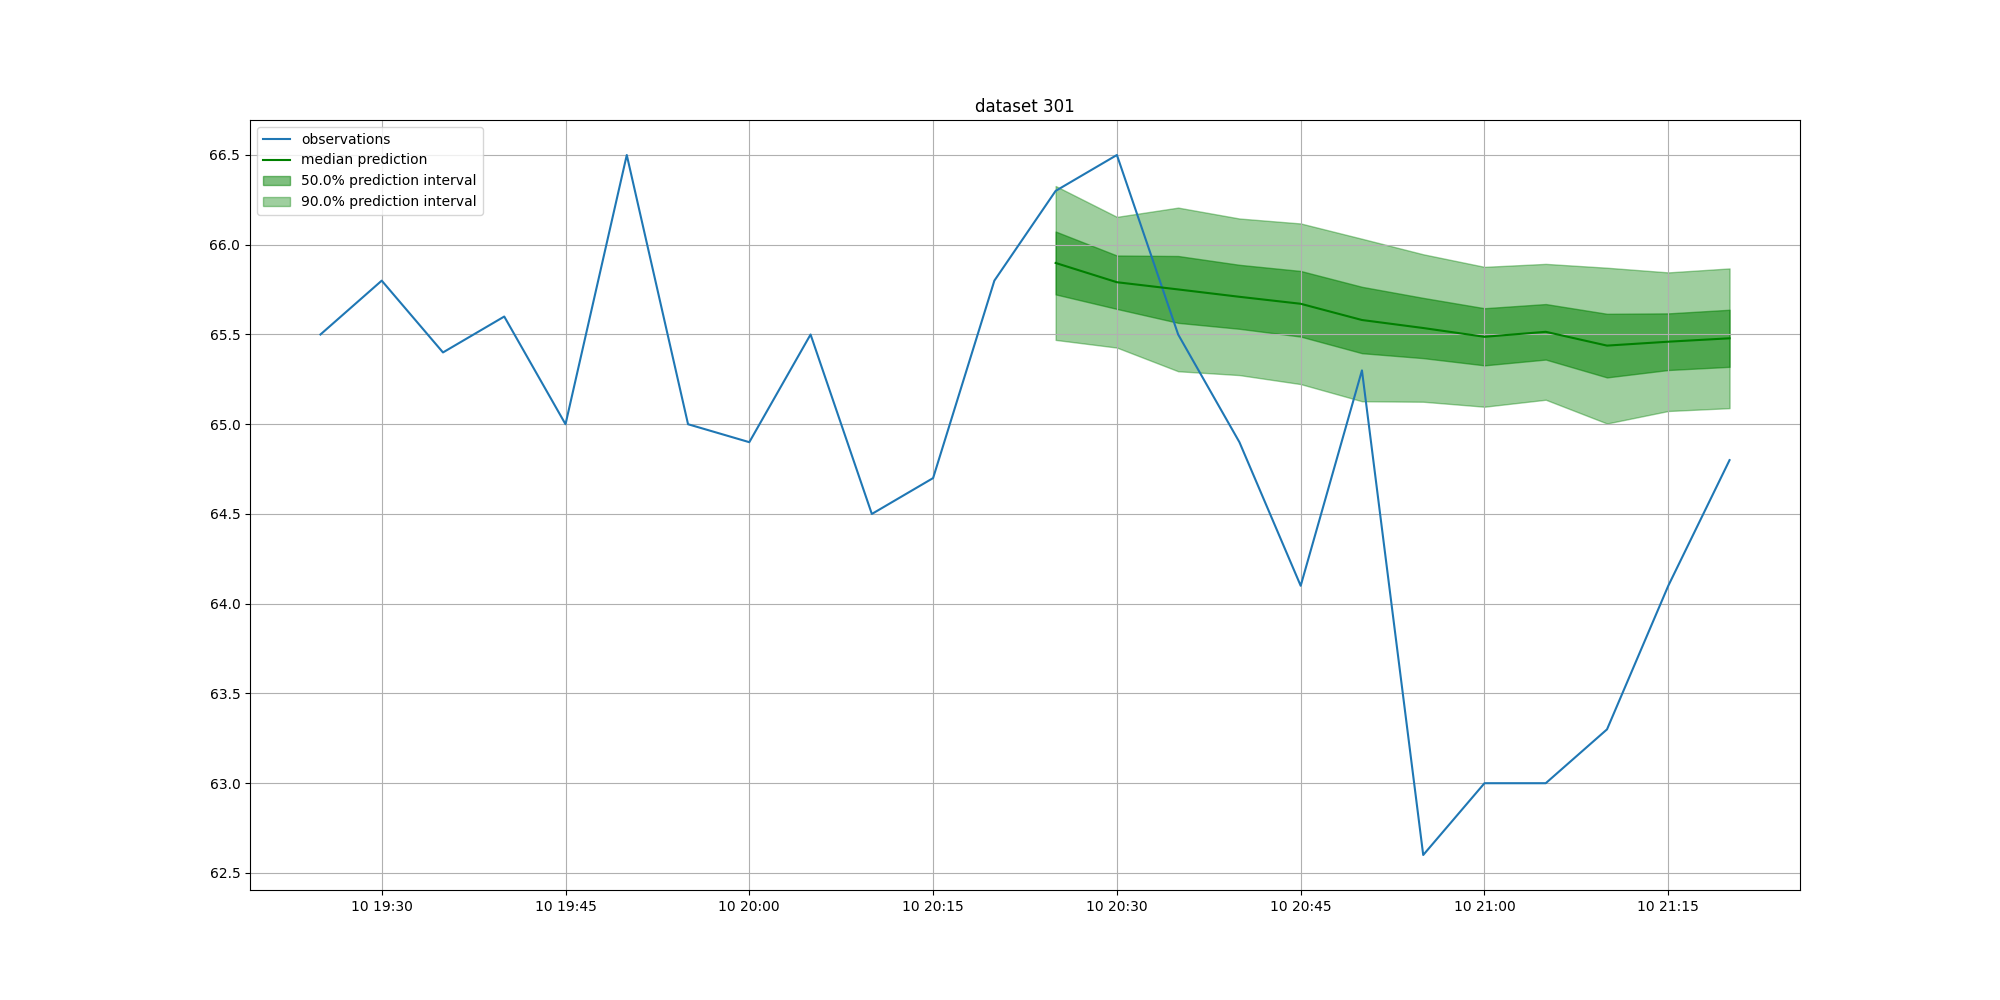 dataset 301
observations
median prediction
50.0% prediction interval
90.0% prediction interval
66.5
66.0
65.5
65.0
64.5
64.0
63.5
63.0
62.5
10 19:30 10 19:45 10 20:00 10 20:15 10 20:30 10 20:45 10 21:00 10 21:15